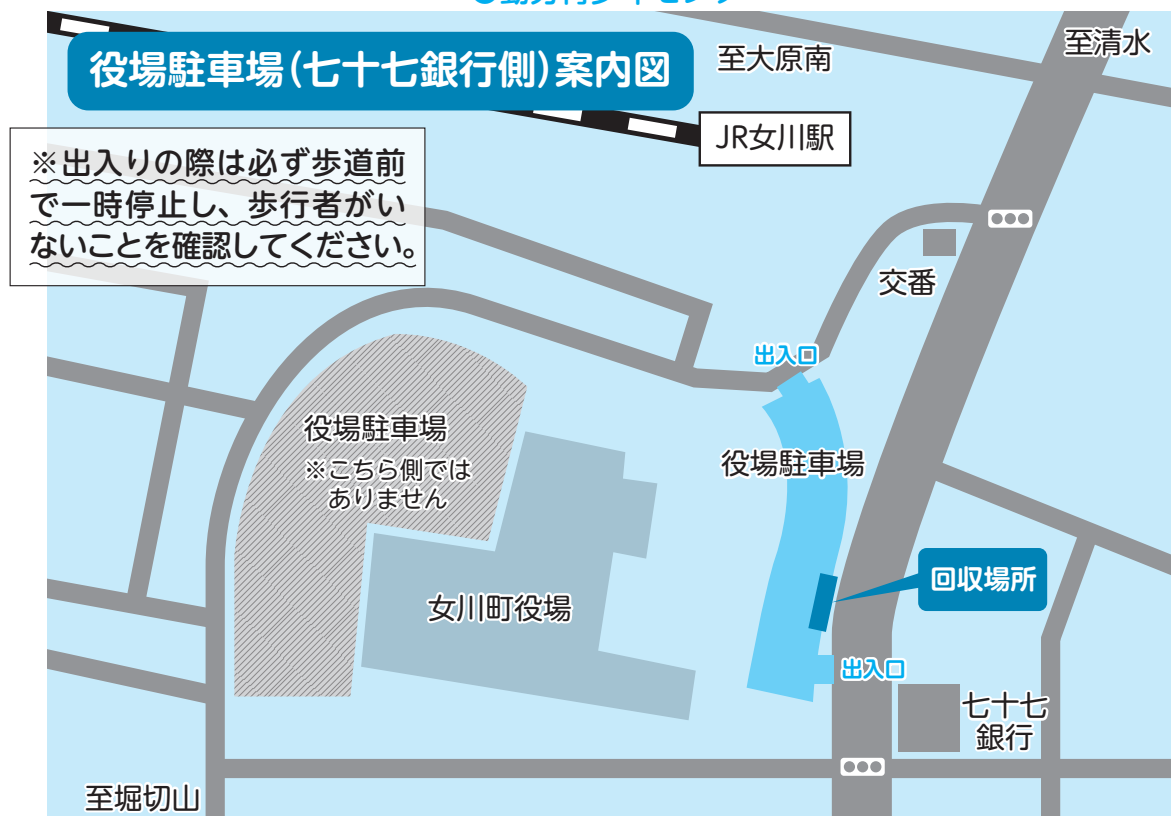 役場駐車場(七十七銀行側)案内図
至大原南
至清水
JR女川駅
※出入りの際は必ず歩道前
で一時停止し、歩行者がい
ないことを確認してください。
交番
出入口
役場駐車場
※こちら側では
ありません
役場駐車場
回収場所
女川町役場
出入口
七十七
銀行
至堀切山